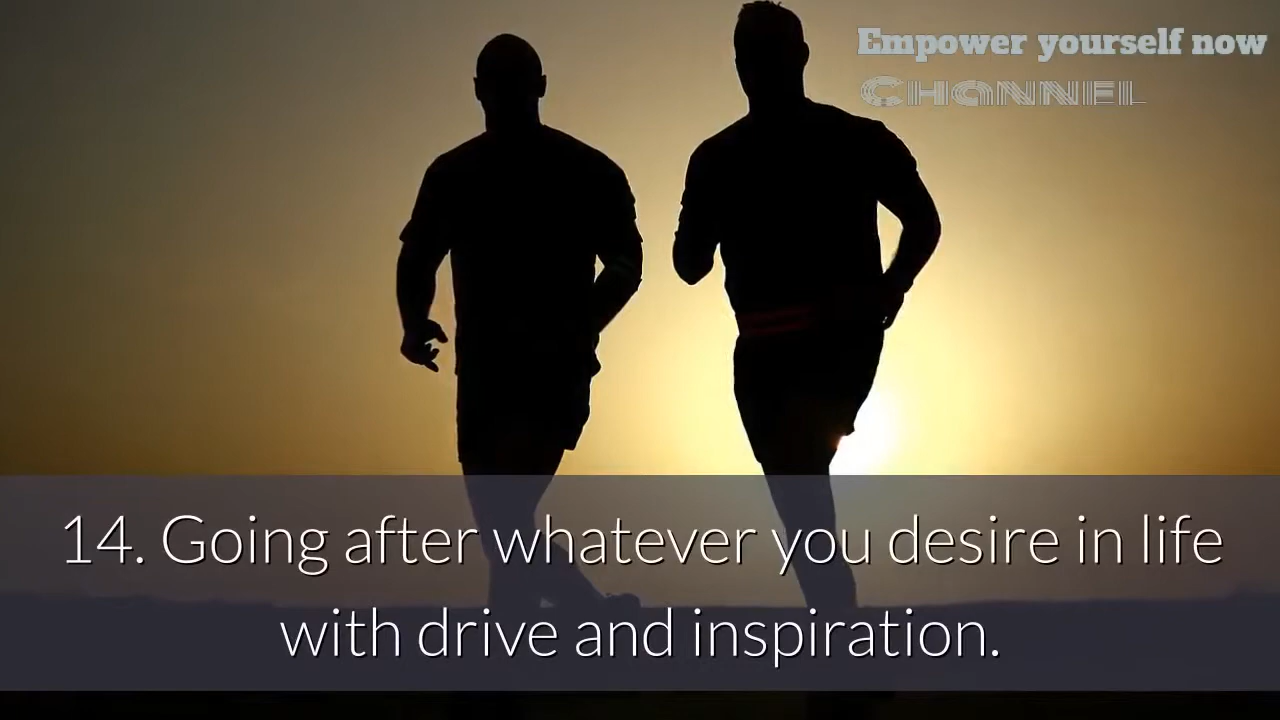 Empower yourself now
Channel
14. Going after whatever you desire in life
with drive and inspiration.